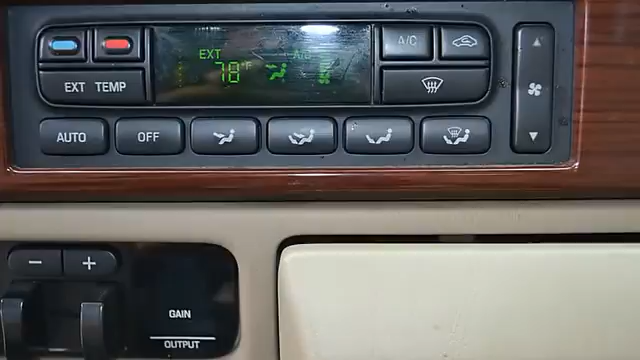 EXT A/C
78°F
A/C
EXT TEMP
AUTO OFF
− +
GAIN
OUTPUT